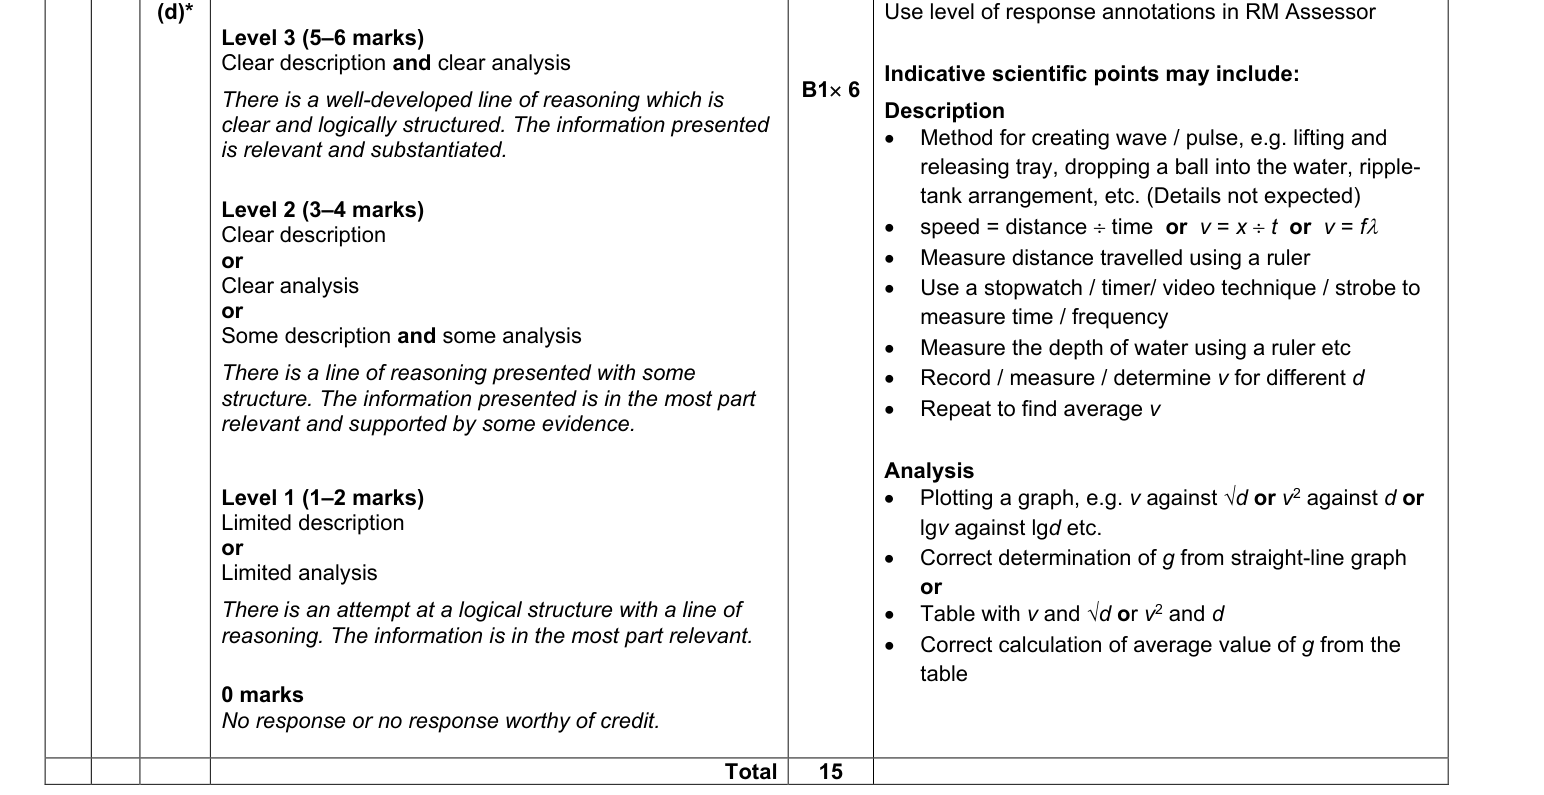 (d)*
Level 3 (5–6 marks)
Clear description and clear analysis
There is a well-developed line of reasoning which is
clear and logically structured. The information presented
is relevant and substantiated.
Level 2 (3–4 marks)
Clear description
or
Clear analysis
or
Some description and some analysis
There is a line of reasoning presented with some
structure. The information presented is in the most part
relevant and supported by some evidence.
Level 1 (1–2 marks)
Limited description
or
Limited analysis
There is an attempt at a logical structure with a line of
reasoning. The information is in the most part relevant.
0 marks
No response or no response worthy of credit.
B1× 6
Use level of response annotations in RM Assessor
Indicative scientific points may include:
Description
• Method for creating wave / pulse, e.g. lifting and
releasing tray, dropping a ball into the water, ripple-
tank arrangement, etc. (Details not expected)
• speed = distance ÷ time or v = x ÷ t or v = fλ
• Measure distance travelled using a ruler
• Use a stopwatch / timer/ video technique / strobe to
measure time / frequency
• Measure the depth of water using a ruler etc
• Record / measure / determine v for different d
• Repeat to find average v
Analysis
• Plotting a graph, e.g. v against √d or v² against d or
lgv against lgd etc.
• Correct determination of g from straight-line graph
or
• Table with v and √d or v² and d
• Correct calculation of average value of g from the
table
Total 15